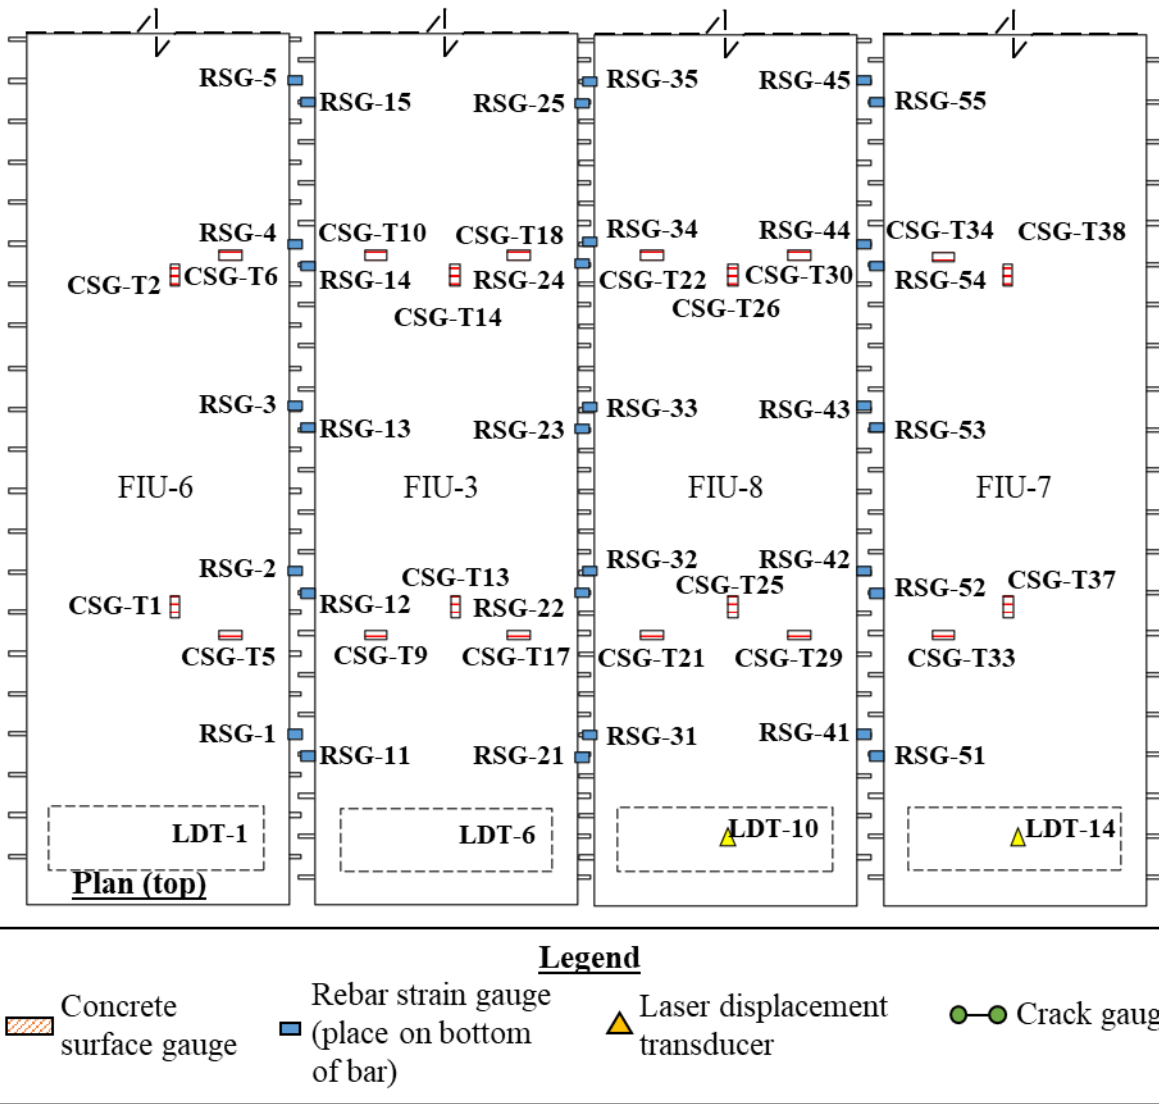 RSG-5
RSG-35
RSG-45
RSG-15
RSG-25
RSG-55
RSG-4
CSG-T10
CSG-T18
RSG-34
RSG-44
CSG-T34
CSG-T38
CSG-T2
CSG-T6
RSG-14
RSG-24
CSG-T22
CSG-T30
RSG-54
CSG-T14
CSG-T26
RSG-3
RSG-33
RSG-43
RSG-13
RSG-23
RSG-53
FIU-6
FIU-3
FIU-8
FIU-7
RSG-2
CSG-T13
RSG-32
RSG-42
CSG-T25
RSG-52
CSG-T37
CSG-T1
RSG-12
RSG-22
CSG-T5
CSG-T9
CSG-T17
CSG-T21
CSG-T29
CSG-T33
RSG-1
RSG-31
RSG-41
RSG-11
RSG-21
RSG-51
LDT-1
LDT-6
LDT-10
LDT-14
Plan (top)
Legend
Concrete
surface gauge
Rebar strain gauge
(place on bottom
of bar)
Laser displacement
transducer
Crack gaug